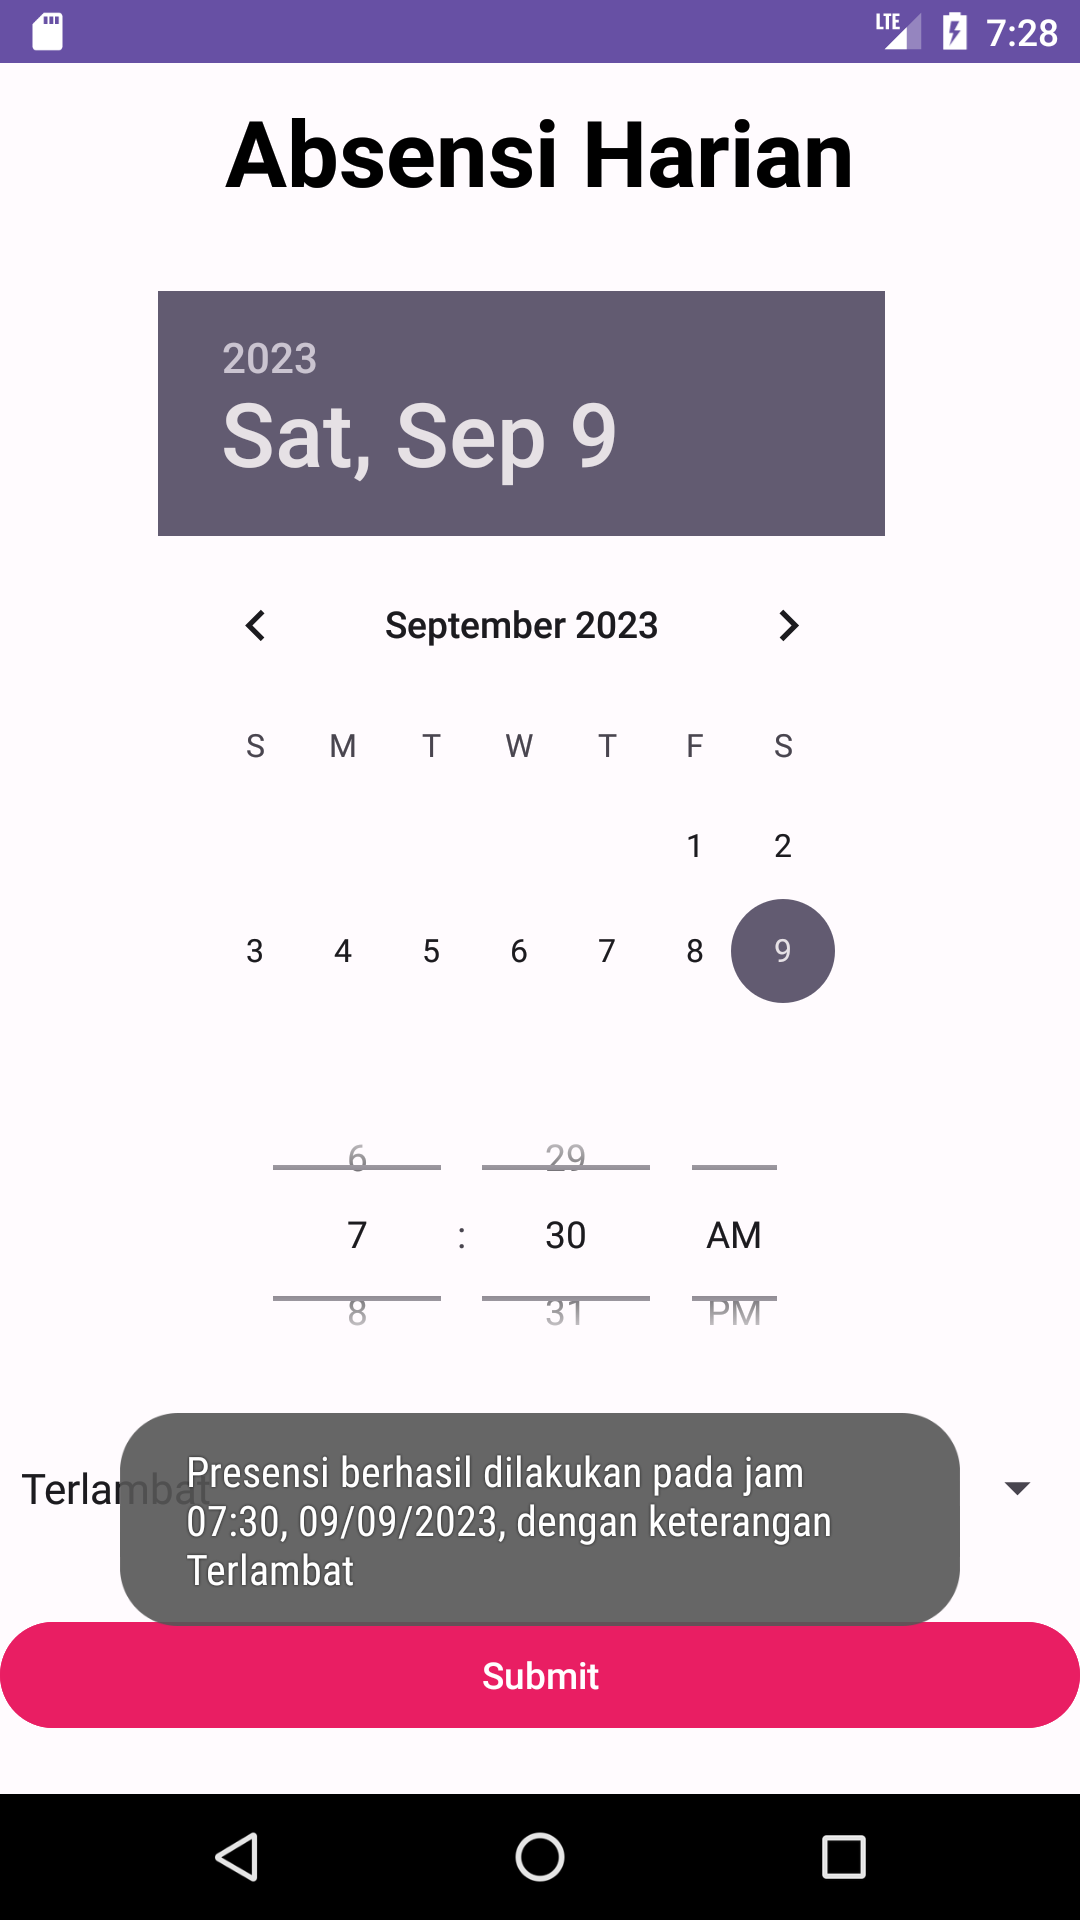 LTE 7:28
Absensi Harian
2023
Sat, Sep 9
September 2023
S M T W T F S
1 2
3 4 5 6 7 8 9
6 29
7 : 30 AM
8 31 PM
Terlambat
Presensi berhasil dilakukan pada jam
07:30, 09/09/2023, dengan keterangan
Terlambat
Submit